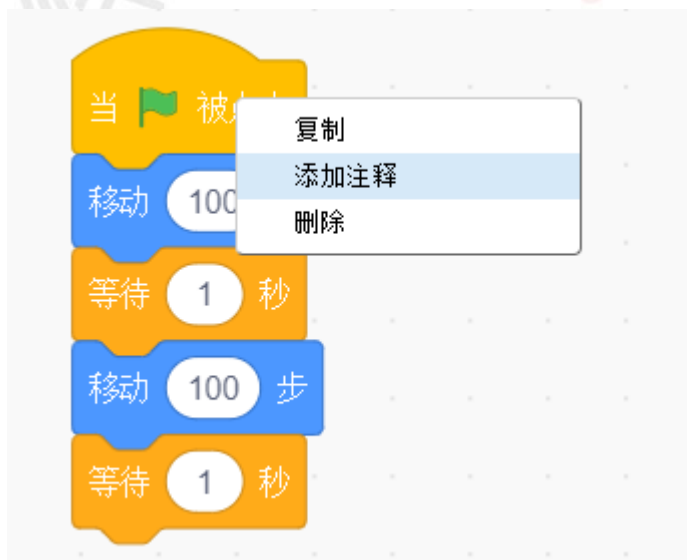 当 被
复制
移动 100
添加注释
删除
等待 1 秒
移动 100 步
等待 1 秒